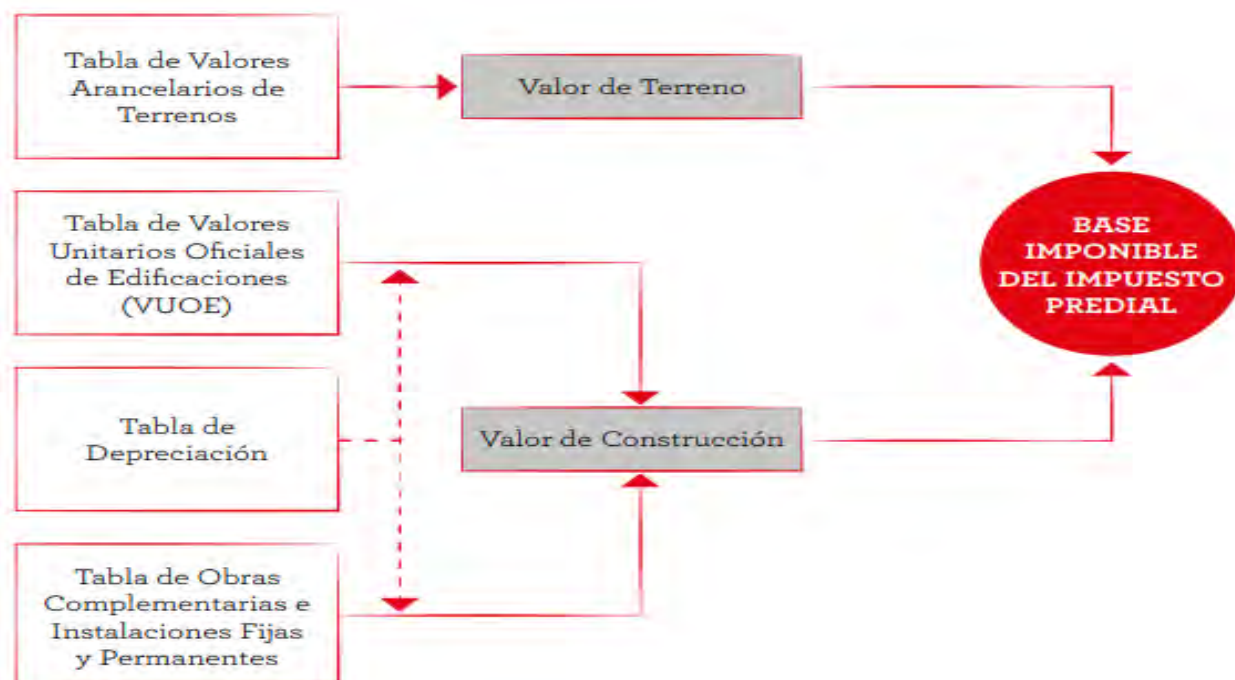 Tabla de Valores
Arancelarios de
Terrenos
Valor de Terreno
Tabla de Valores
Unitarios Oficiales
de Edificaciones
(VUOE)
BASE
IMPONIBLE
DEL IMPUESTO
PREDIAL
Tabla de
Depreciación
Valor de Construcción
Tabla de Obras
Complementarias e
Instalaciones Fijas
y Permanentes